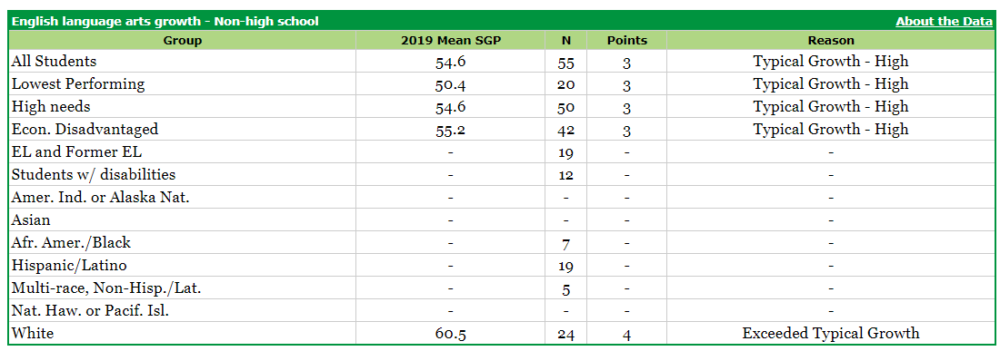 English language arts growth - Non-high school About the Data
Group 2019 Mean SGP N Points Reason
All Students 54.6 55 3 Typical Growth - High
Lowest Performing 50.4 20 3 Typical Growth - High
High needs 54.6 50 3 Typical Growth - High
Econ. Disadvantaged 55.2 42 3 Typical Growth - High
EL and Former EL - 19 - -
Students w/ disabilities - 12 - -
Amer. Ind. or Alaska Nat. - - - -
Asian - - - -
Afr. Amer./Black - 7 - -
Hispanic/Latino - 19 - -
Multi-race, Non-Hisp./Lat. - 5 - -
Nat. Haw. or Pacif. Isl. - - - -
White 60.5 24 4 Exceeded Typical Growth